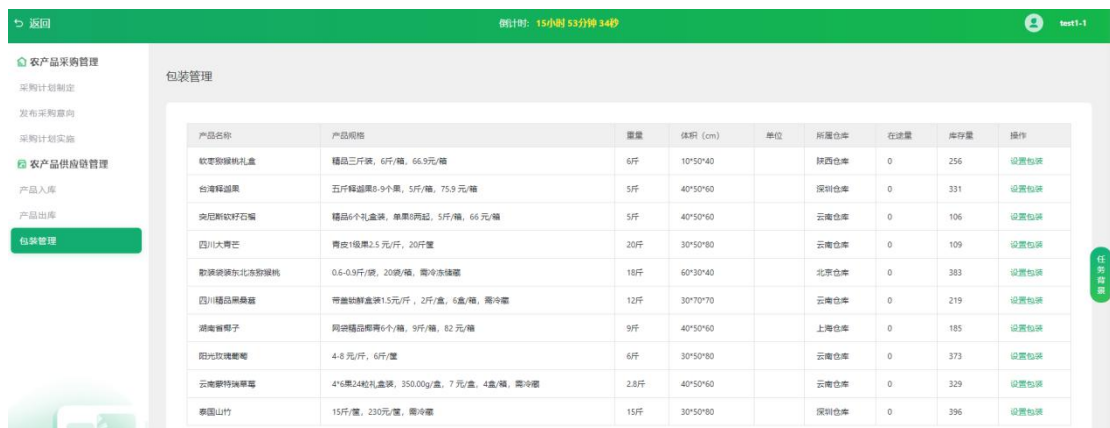 返回 倒计时: 15小时 53分钟 34秒 test1-1
农产品采购管理
采购计划制定
发布采购意向
采购计划实施
农产品供应链管理
产品入库
产品出库
包装管理
包装管理
产品名称 产品规格 重量 体积 (cm) 单位 所属仓库 在途量 库存量 操作
软枣猕猴桃礼盒 精品三斤装, 6斤/箱, 66.9元/箱 6斤 10*50*40 陕西仓库 0 256 设置包装
台湾释迦果 五斤释迦果8-9个果, 5斤/箱, 75.9 元/箱 5斤 40*50*60 深圳仓库 0 331 设置包装
突尼斯软籽石榴 精品6个礼盒装, 单果8两起, 5斤/箱, 66 元/箱 5斤 40*50*60 云南仓库 0 106 设置包装
四川大青芒 青皮1级果2.5 元/斤, 20斤筐 20斤 30*50*80 云南仓库 0 109 设置包装
散装袋装东北冻猕猴桃 0.6-0.9斤/袋, 20袋/箱, 需冷冻储藏 18斤 60*30*40 北京仓库 0 383 设置包装
四川精品黑桑葚 带盖锁鲜盒装1.5元/斤 , 2斤/盒, 6盒/箱, 需冷藏 12斤 30*70*70 云南仓库 0 219 设置包装
湖南省椰子 网袋精品椰青6个/箱, 9斤/箱, 82 元/箱 9斤 40*50*60 上海仓库 0 185 设置包装
阳光玫瑰葡萄 4-8 元/斤, 6斤/筐 6斤 30*50*80 云南仓库 0 373 设置包装
云南蒙特瑞草莓 4*6果24粒礼盒装, 350.00g/盒, 7 元/盒, 4盒/箱, 需冷藏 2.8斤 40*50*60 云南仓库 0 329 设置包装
泰国山竹 15斤/筐, 230元/筐, 需冷藏 15斤 30*50*80 深圳仓库 0 396 设置包装
任务背景